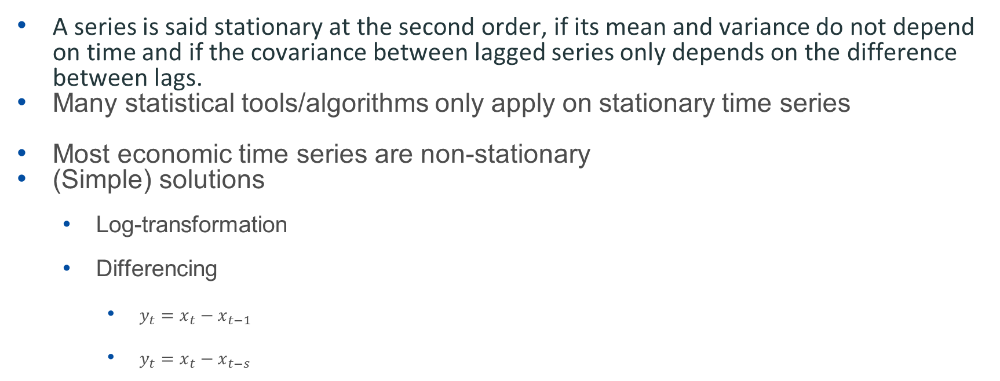 • A series is said stationary at the second order, if its mean and variance do not depend
on time and if the covariance between lagged series only depends on the difference
between lags.
• Many statistical tools/algorithms only apply on stationary time series
• Most economic time series are non-stationary
• (Simple) solutions
• Log-transformation
• Differencing
• $y_t = x_t - x_{t-1}$
• $y_t = x_t - x_{t-s}$